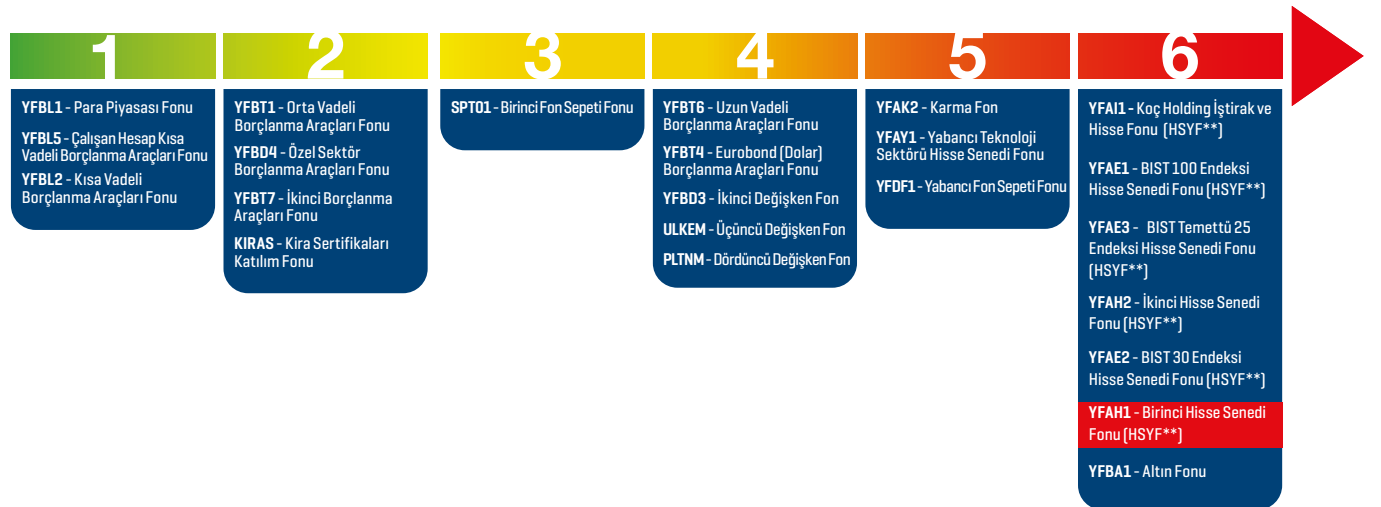 1
YFBL1 - Para Piyasası Fonu
YFBL5 - Çalışan Hesap Kısa
Vadeli Borçlanma Araçları Fonu
YFBL2 - Kısa Vadeli
Borçlanma Araçları Fonu
2
YFBT1 - Orta Vadeli
Borçlanma Araçları Fonu
YFBD4 - Özel Sektör
Borçlanma Araçları Fonu
YFBT7 - İkinci Borçlanma
Araçları Fonu
KIRAS - Kira Sertifikaları
Katılım Fonu
3
SPT01 - Birinci Fon Sepeti Fonu
4
YFBT6 - Uzun Vadeli
Borçlanma Araçları Fonu
YFBT4 - Eurobond (Dolar)
Borçlanma Araçları Fonu
YFBD3 - İkinci Değişken Fon
ULKEM - Üçüncü Değişken Fon
PLTNM - Dördüncü Değişken Fon
5
YFAK2 - Karma Fon
YFAY1 - Yabancı Teknoloji
Sektörü Hisse Senedi Fonu
YFDF1 - Yabancı Fon Sepeti Fonu
6
YFAI1 - Koç Holding İştirak ve
Hisse Fonu (HSYF**)
YFAE1 - BIST 100 Endeksi
Hisse Senedi Fonu (HSYF**)
YFAE3 - BIST Temettü 25
Endeksi Hisse Senedi Fonu
(HSYF**)
YFAH2 - İkinci Hisse Senedi
Fonu (HSYF**)
YFAE2 - BIST 30 Endeksi
Hisse Senedi Fonu (HSYF**)
YFAH1 - Birinci Hisse Senedi
Fonu (HSYF**)
YFBA1 - Altın Fonu